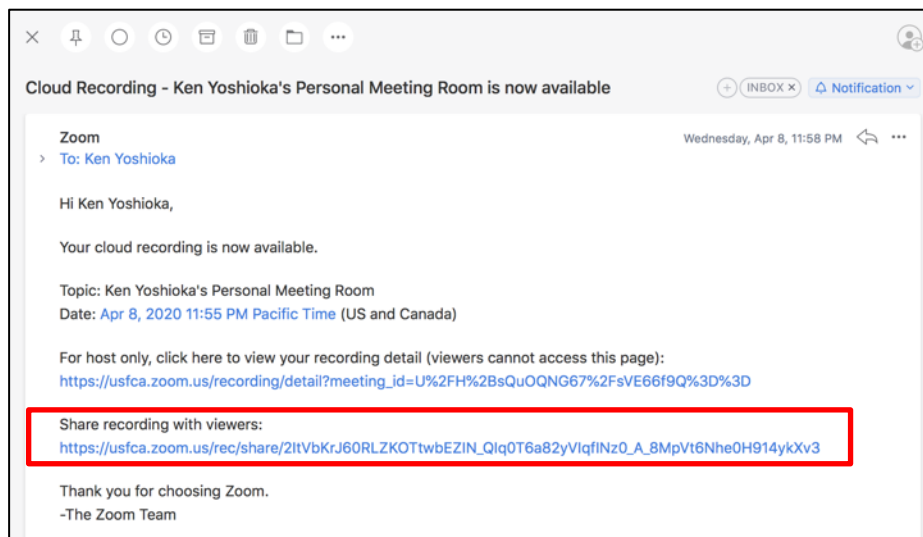 Cloud Recording - Ken Yoshioka's Personal Meeting Room is now available
INBOX ×
Notification
Zoom
Wednesday, Apr 8, 11:58 PM
To: Ken Yoshioka
Hi Ken Yoshioka,
Your cloud recording is now available.
Topic: Ken Yoshioka's Personal Meeting Room
Date: Apr 8, 2020 11:55 PM Pacific Time (US and Canada)
For host only, click here to view your recording detail (viewers cannot access this page):
https://usfca.zoom.us/recording/detail?meeting_id=U%2FH%2BsQuOQNG67%2FsVE66f9Q%3D%3D
Share recording with viewers:
https://usfca.zoom.us/rec/share/2ItVbKrJ60RLZKOTtwbEZIN_QIq0T6a82yVIqfINz0_A_8MpVt6Nhe0H914ykXv3
Thank you for choosing Zoom.
-The Zoom Team